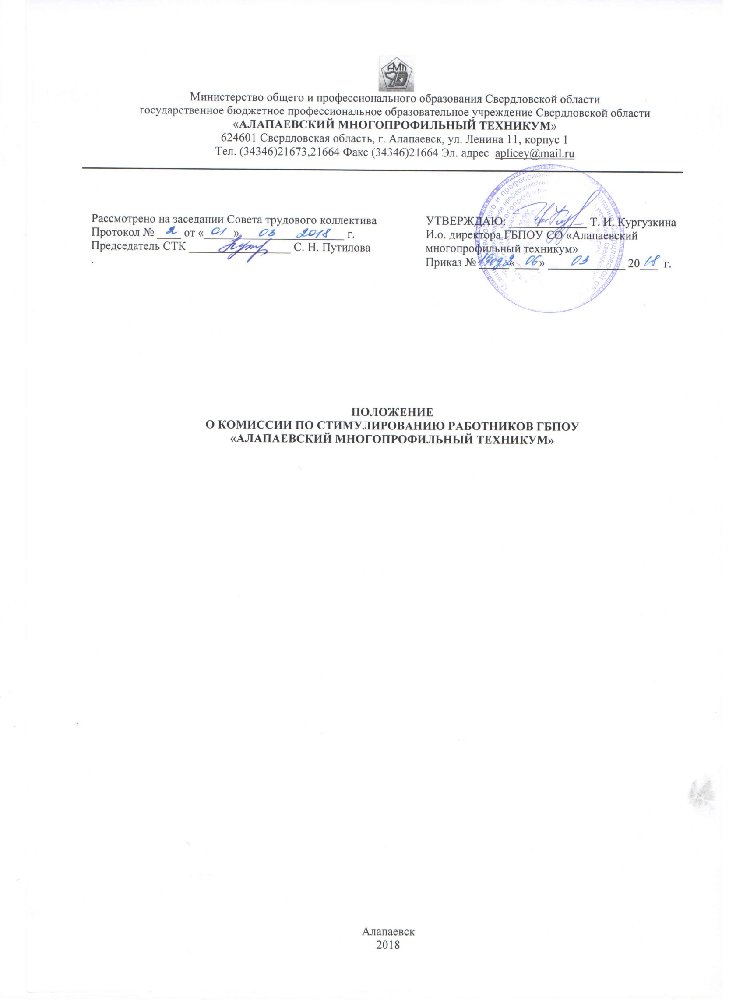 АМТ
Министерство общего и профессионального образования Свердловской области
государственное бюджетное профессиональное образовательное учреждение Свердловской области
«АЛАПАЕВСКИЙ МНОГОПРОФИЛЬНЫЙ ТЕХНИКУМ»
624601 Свердловская область, г. Алапаевск, ул. Ленина 11, корпус 1
Тел. (34346)21673,21664 Факс (34346)21664 Эл. адрес aplicey@mail.ru
Рассмотрено на заседании Совета трудового коллектива
Протокол № 2 от «01» 03 2018 г.
Председатель СТК С. Н. Путилова
.
УТВЕРЖДАЮ: Т. И. Кургузкина
И.о. директора ГБПОУ СО «Алапаевский
многопрофильный техникум»
Приказ № «06» 03 2018 г.
ПОЛОЖЕНИЕ
О КОМИССИИ ПО СТИМУЛИРОВАНИЮ РАБОТНИКОВ ГБПОУ
«АЛАПАЕВСКИЙ МНОГОПРОФИЛЬНЫЙ ТЕХНИКУМ»
Алапаевск
2018